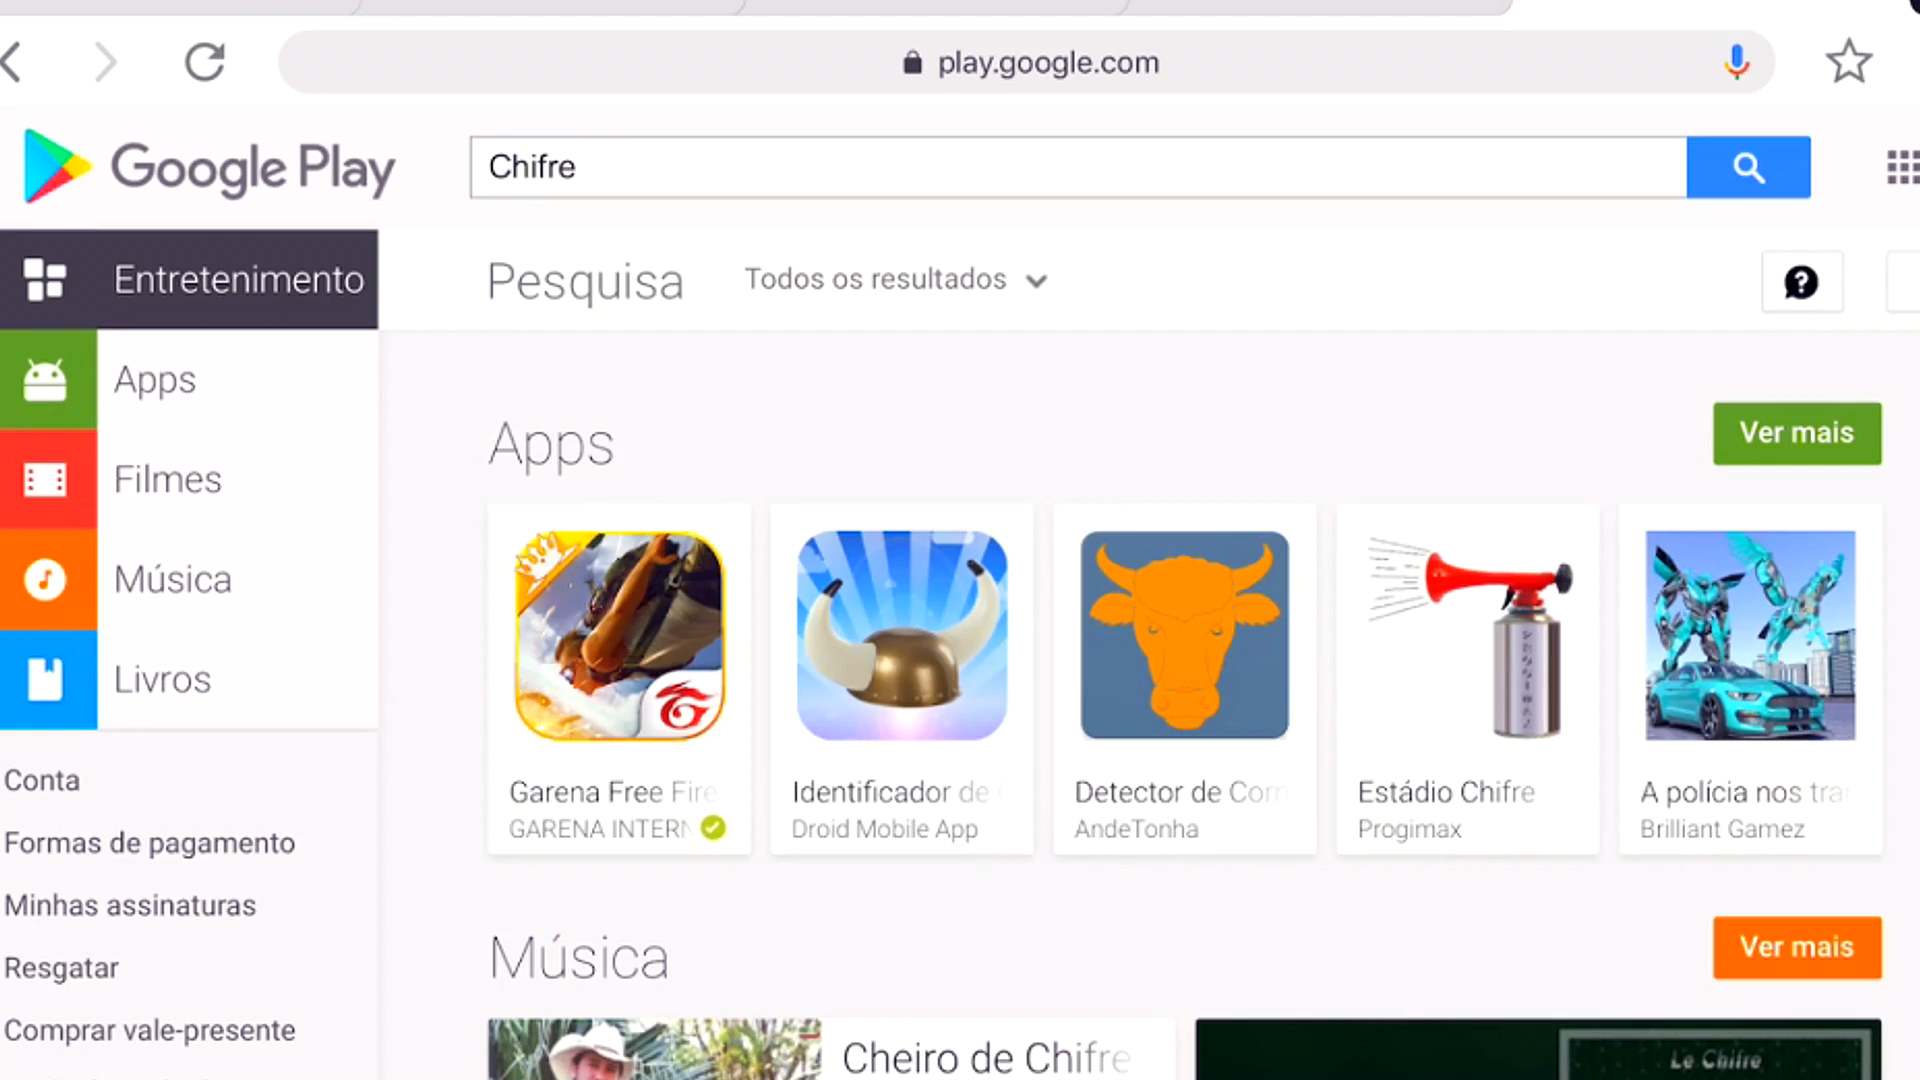 play.google.com
Google Play
Chifre
Entretenimento
Pesquisa
Todos os resultados
Apps
Filmes
Música
Livros
Conta
Formas de pagamento
Minhas assinaturas
Resgatar
Comprar vale-presente
Apps
Ver mais
Garena Free Fire
GARENA INTERN
Identificador de
Droid Mobile App
Detector de Corn
AndeTonha
Estádio Chifre
Progimax
A polícia nos tra
Brilliant Gamez
Música
Ver mais
Cheiro de Chifre
Le Chifre